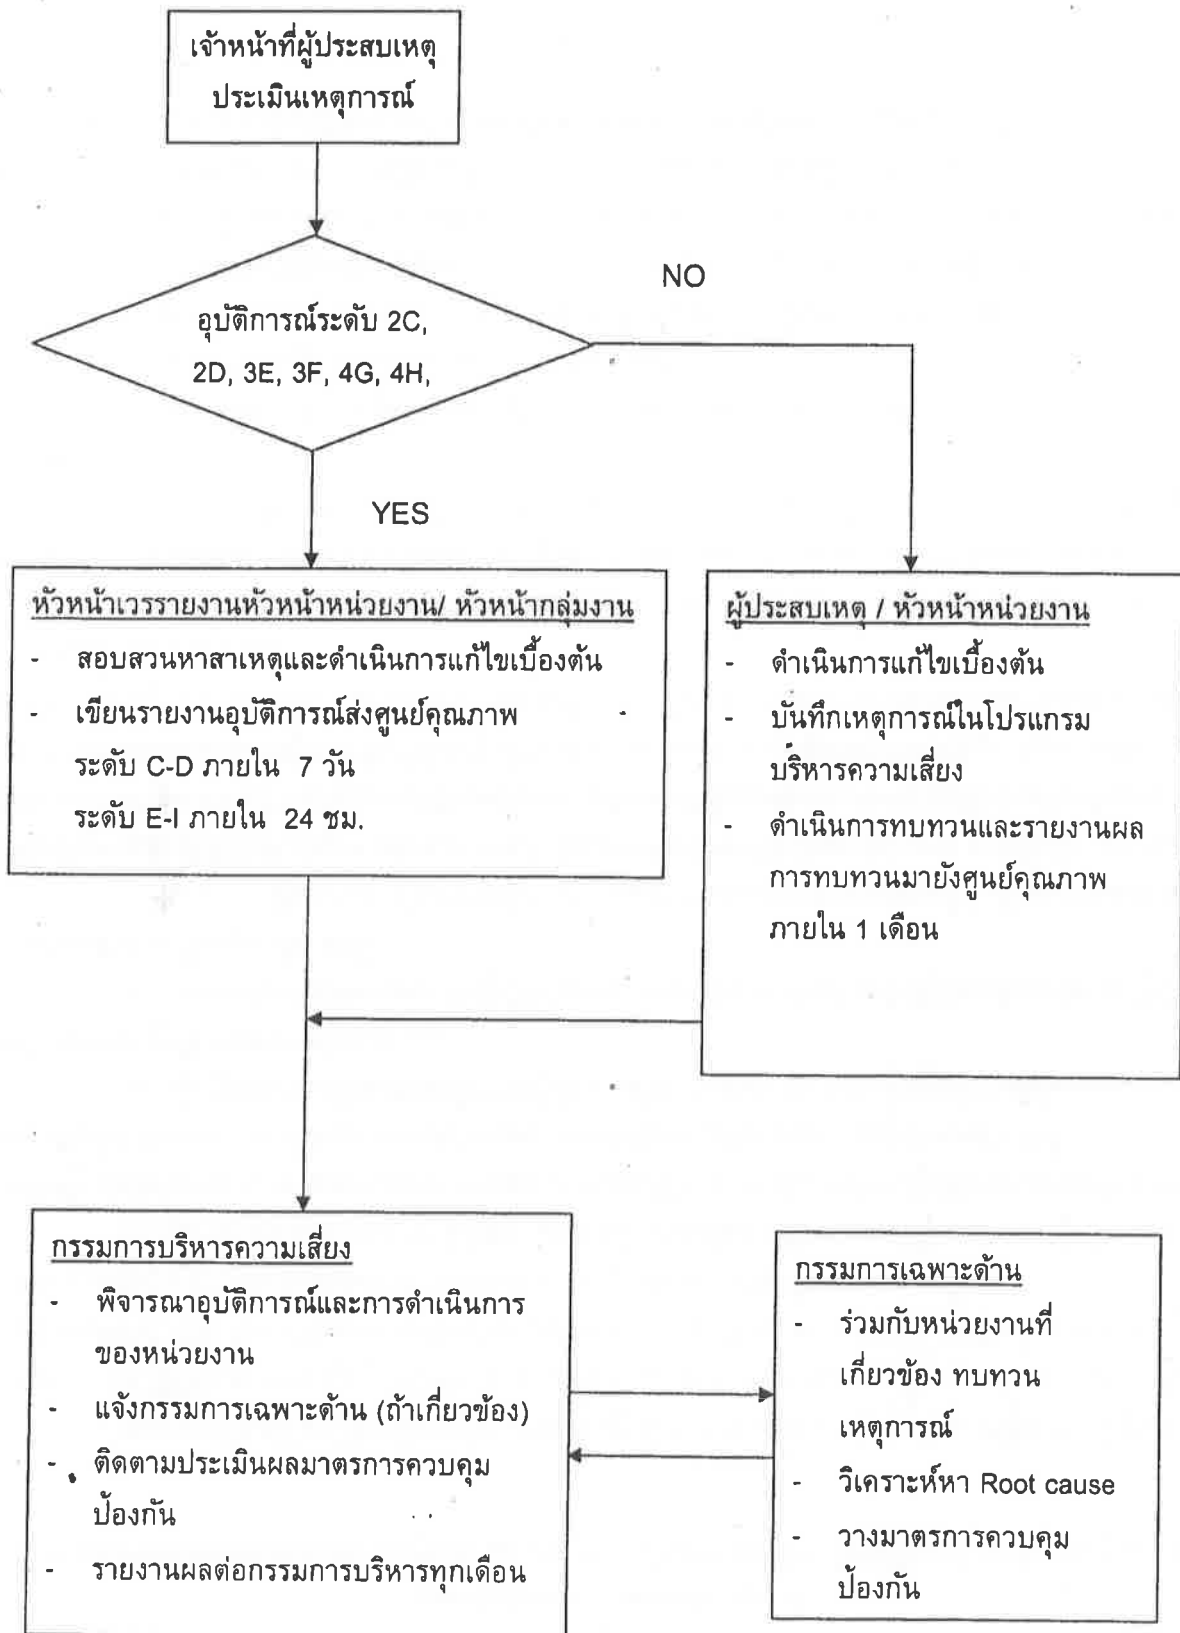 เจ้าหน้าที่ผู้ประสบเหตุ
ประเมินเหตุการณ์
อุบัติการณ์ระดับ 2C,
2D, 3E, 3F, 4G, 4H,
NO
YES
หัวหน้าเวรรายงานหัวหน้าหน่วยงาน/ หัวหน้ากลุ่มงาน
- สอบสวนหาสาเหตุและดำเนินการแก้ไขเบื้องต้น
- เขียนรายงานอุบัติการณ์ส่งศูนย์คุณภาพ
ระดับ C-D ภายใน 7 วัน
ระดับ E-I ภายใน 24 ชม.
ผู้ประสบเหตุ / หัวหน้าหน่วยงาน
- ดำเนินการแก้ไขเบื้องต้น
- บันทึกเหตุการณ์ในโปรแกรม
บริหารความเสี่ยง
- ดำเนินการทบทวนและรายงานผล
การทบทวนมายังศูนย์คุณภาพ
ภายใน 1 เดือน
กรรมการบริหารความเสี่ยง
- พิจารณาอุบัติการณ์และการดำเนินการ
ของหน่วยงาน
- แจ้งกรรมการเฉพาะด้าน (ถ้าเกี่ยวข้อง)
- ติดตามประเมินผลมาตรการควบคุม
ป้องกัน
- รายงานผลต่อกรรมการบริหารทุกเดือน
กรรมการเฉพาะด้าน
- ร่วมกับหน่วยงานที่
เกี่ยวข้อง ทบทวน
เหตุการณ์
- วิเคราะห์หา Root cause
- วางมาตรการควบคุม
ป้องกัน